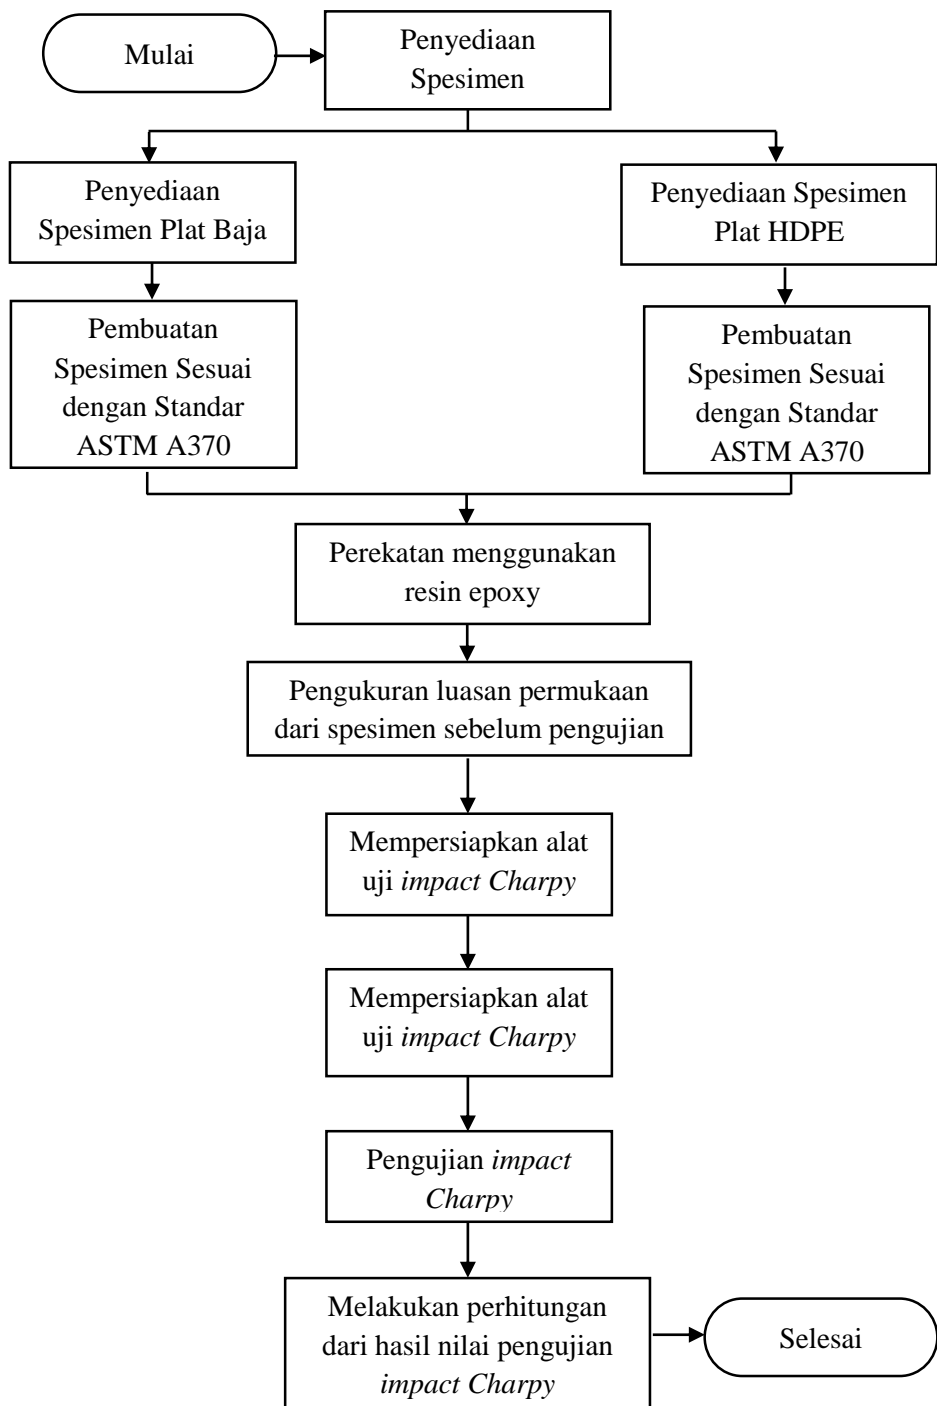 Mulai
Penyediaan
Spesimen
Penyediaan
Spesimen Plat Baja
Penyediaan Spesimen
Plat HDPE
Pembuatan
Spesimen Sesuai
dengan Standar
ASTM A370
Pembuatan
Spesimen Sesuai
dengan Standar
ASTM A370
Perekatan menggunakan
resin epoxy
Pengukuran luasan permukaan
dari spesimen sebelum pengujian
Mempersiapkan alat
uji impact Charpy
Mempersiapkan alat
uji impact Charpy
Pengujian impact
Charpy
Melakukan perhitungan
dari hasil nilai pengujian
impact Charpy
Selesai